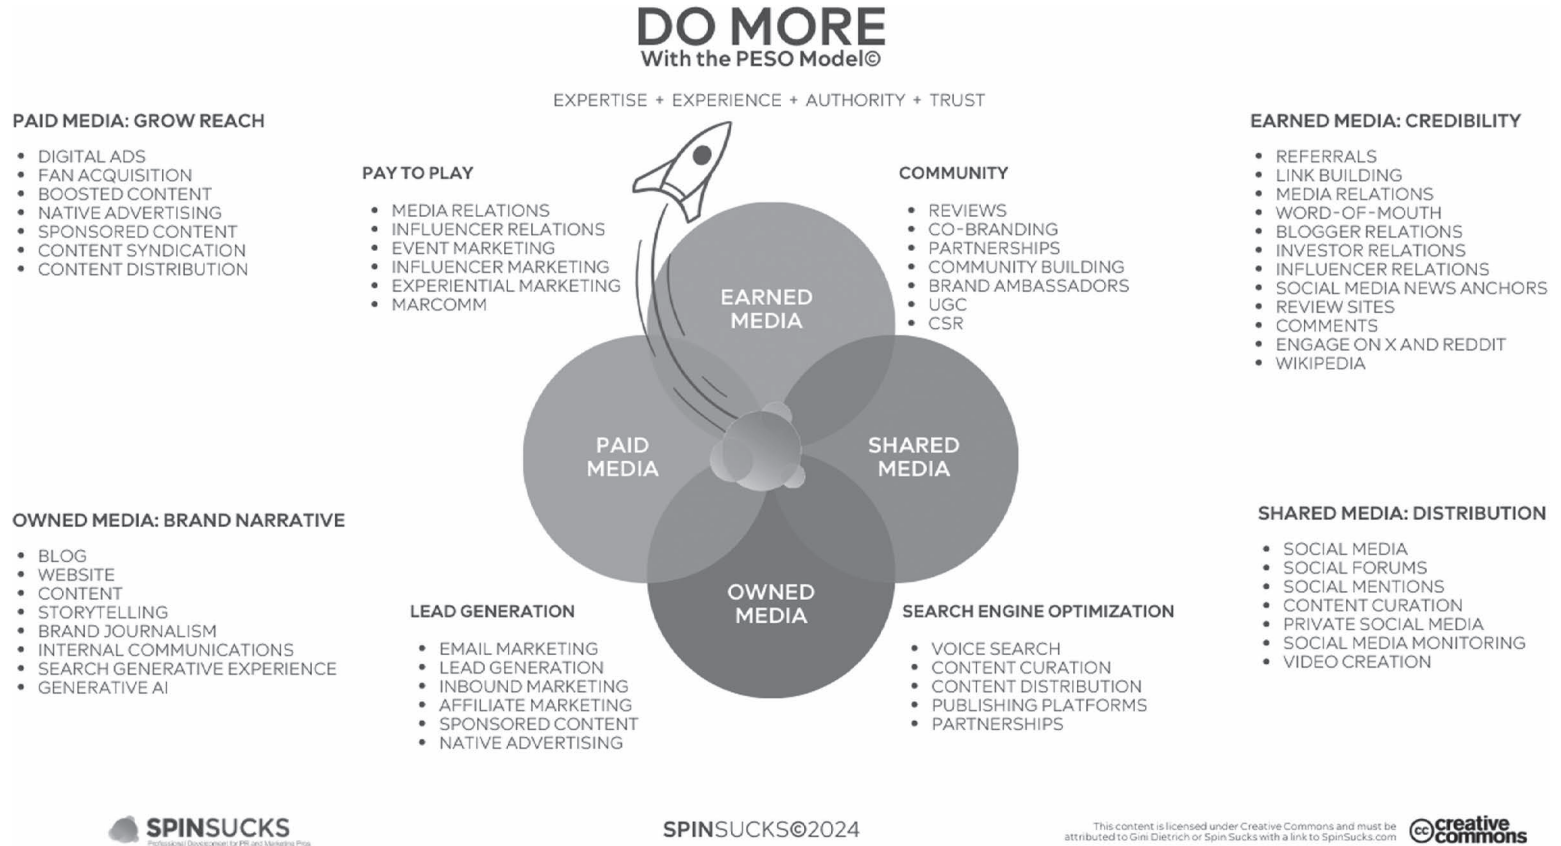 DO MORE
With the PESO Model©
EXPERTISE + EXPERIENCE + AUTHORITY + TRUST
PAID MEDIA: GROW REACH
• DIGITAL ADS
• FAN ACQUISITION
• BOOSTED CONTENT
• NATIVE ADVERTISING
• SPONSORED CONTENT
• CONTENT SYNDICATION
• CONTENT DISTRIBUTION
PAY TO PLAY
• MEDIA RELATIONS
• INFLUENCER RELATIONS
• EVENT MARKETING
• INFLUENCER MARKETING
• EXPERIENTIAL MARKETING
• MARCOMM
COMMUNITY
• REVIEWS
• CO-BRANDING
• PARTNERSHIPS
• COMMUNITY BUILDING
• BRAND AMBASSADORS
• UGC
• CSR
EARNED MEDIA: CREDIBILITY
• REFERRALS
• LINK BUILDING
• MEDIA RELATIONS
• WORD-OF-MOUTH
• BLOGGER RELATIONS
• INVESTOR RELATIONS
• INFLUENCER RELATIONS
• SOCIAL MEDIA NEWS ANCHORS
• REVIEW SITES
• COMMENTS
• ENGAGE ON X AND REDDIT
• WIKIPEDIA
EARNED
MEDIA
PAID
MEDIA
SHARED
MEDIA
OWNED
MEDIA
OWNED MEDIA: BRAND NARRATIVE
• BLOG
• WEBSITE
• CONTENT
• STORYTELLING
• BRAND JOURNALISM
• INTERNAL COMMUNICATIONS
• SEARCH GENERATIVE EXPERIENCE
• GENERATIVE AI
LEAD GENERATION
• EMAIL MARKETING
• LEAD GENERATION
• INBOUND MARKETING
• AFFILIATE MARKETING
• SPONSORED CONTENT
• NATIVE ADVERTISING
SEARCH ENGINE OPTIMIZATION
• VOICE SEARCH
• CONTENT CURATION
• CONTENT DISTRIBUTION
• PUBLISHING PLATFORMS
• PARTNERSHIPS
SHARED MEDIA: DISTRIBUTION
• SOCIAL MEDIA
• SOCIAL FORUMS
• SOCIAL MENTIONS
• CONTENT CURATION
• PRIVATE SOCIAL MEDIA
• SOCIAL MEDIA MONITORING
• VIDEO CREATION
SPINSUCKS
Professional Development for PR and Marketing Pros
SPINSUCKS©2024
This content is licensed under Creative Commons and must be
attributed to Gini Dietrich or Spin Sucks with a link to SpinSucks.com
cc creative
commons